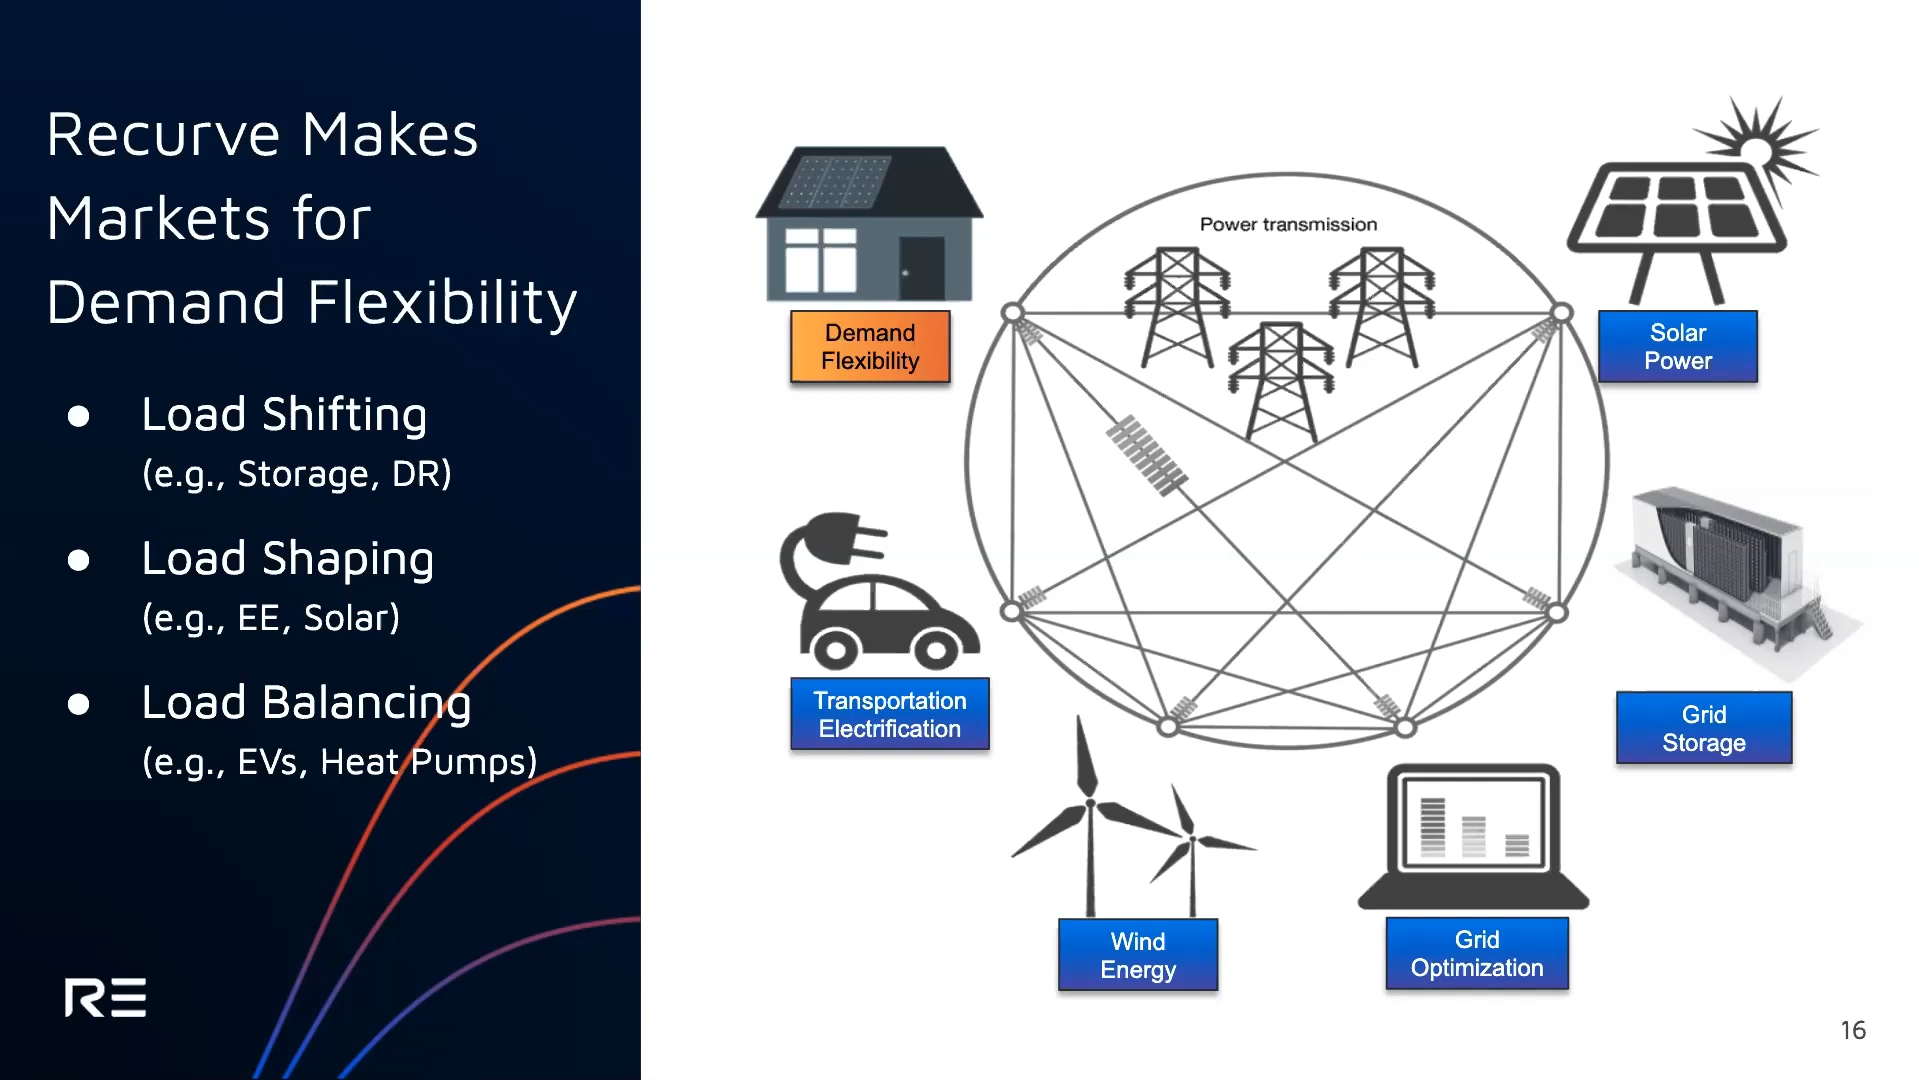 Recurve Makes
Markets for
Demand Flexibility
● Load Shifting
(e.g., Storage, DR)
● Load Shaping
(e.g., EE, Solar)
● Load Balancing
(e.g., EVs, Heat Pumps)
RE
Power transmission
Demand
Flexibility
Solar
Power
Transportation
Electrification
Grid
Storage
Wind
Energy
Grid
Optimization
16